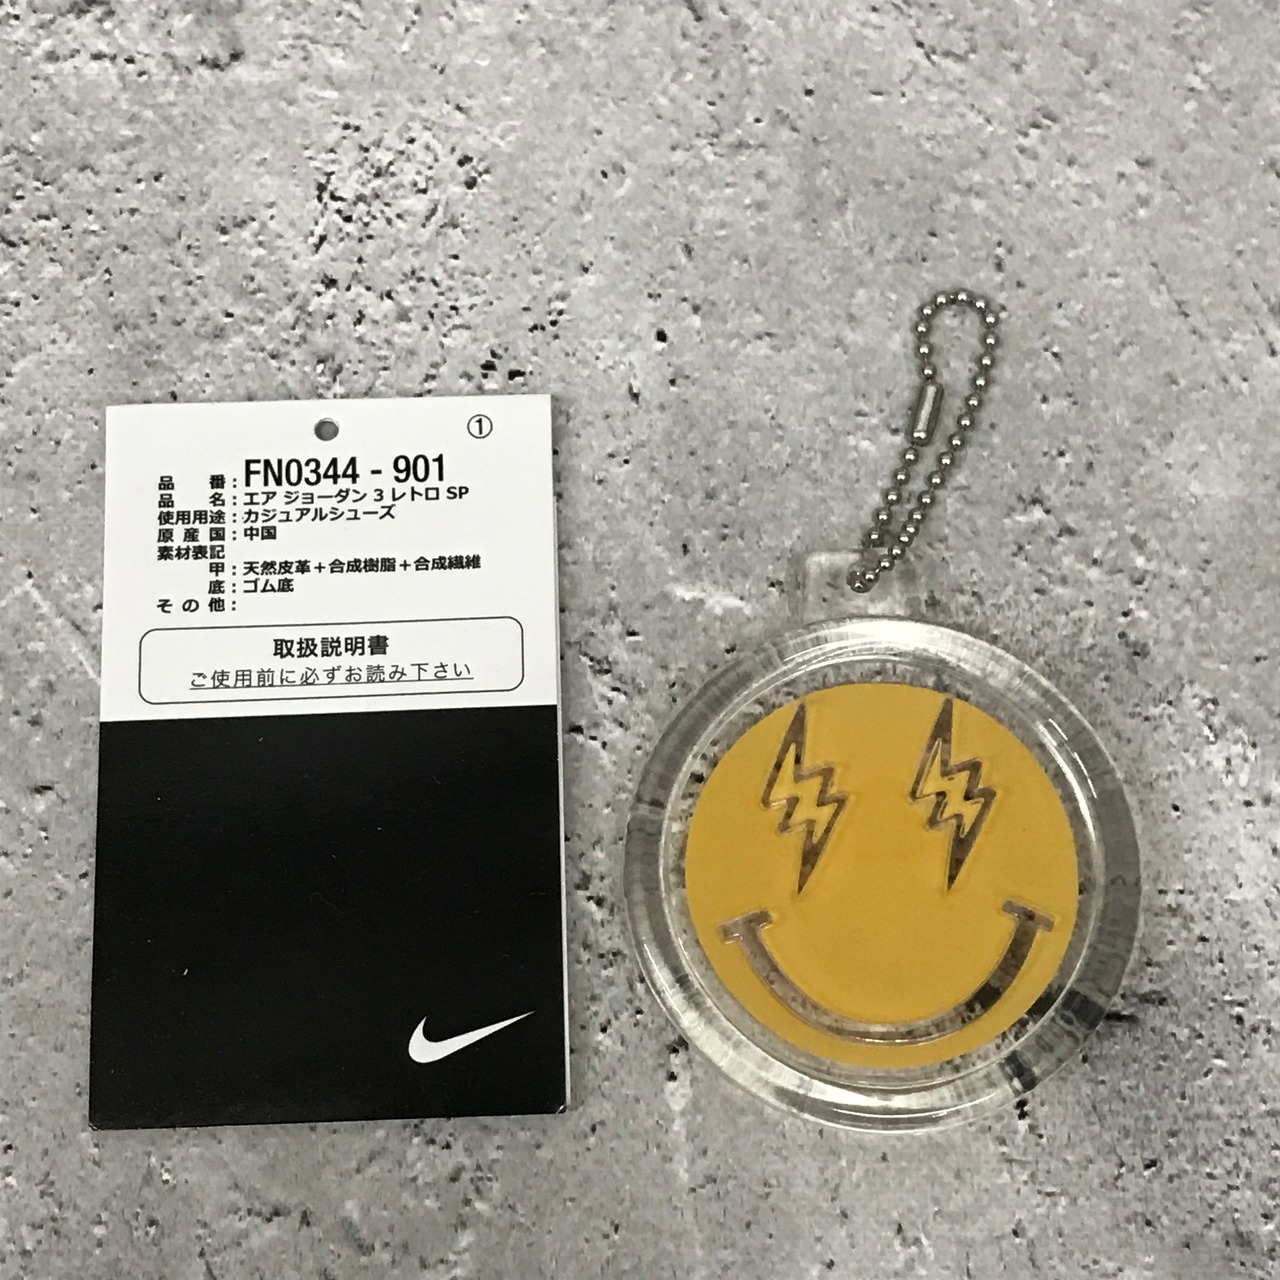 ①
品番：FN0344 - 901
品名：エア ジョーダン 3 レトロ SP
使用用途：カジュアルシューズ
原産国：中国
素材表記
甲：天然皮革＋合成樹脂＋合成繊維
底：ゴム底
その他：
取扱説明書
ご使用前に必ずお読み下さい